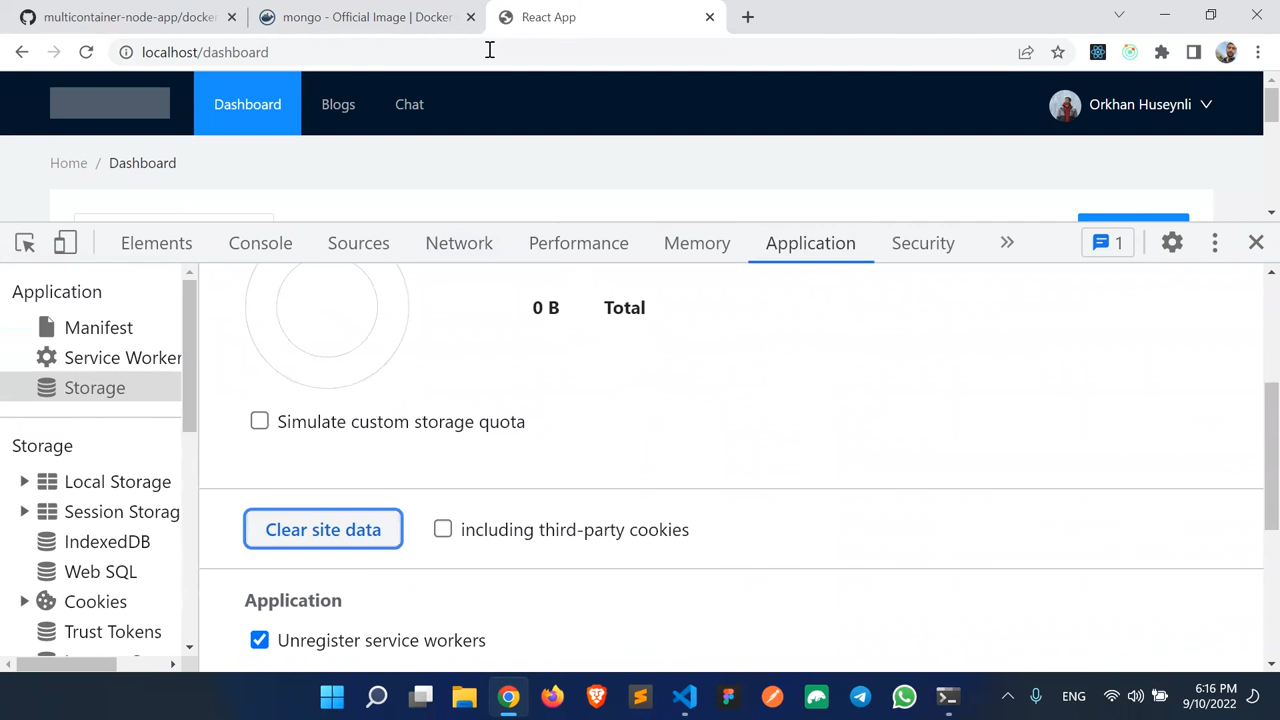 multicontainer-node-app/docker
mongo - Official Image | Docker
React App
localhost/dashboard
Dashboard
Blogs
Chat
Orkhan Huseynli
Home / Dashboard
Elements
Console
Sources
Network
Performance
Memory
Application
Security
1
Application
Manifest
Service Worker
Storage
Storage
Local Storage
Session Storag
IndexedDB
Web SQL
Cookies
Trust Tokens
0 B Total
Simulate custom storage quota
Clear site data
including third-party cookies
Application
Unregister service workers
ENG
6:16 PM
9/10/2022